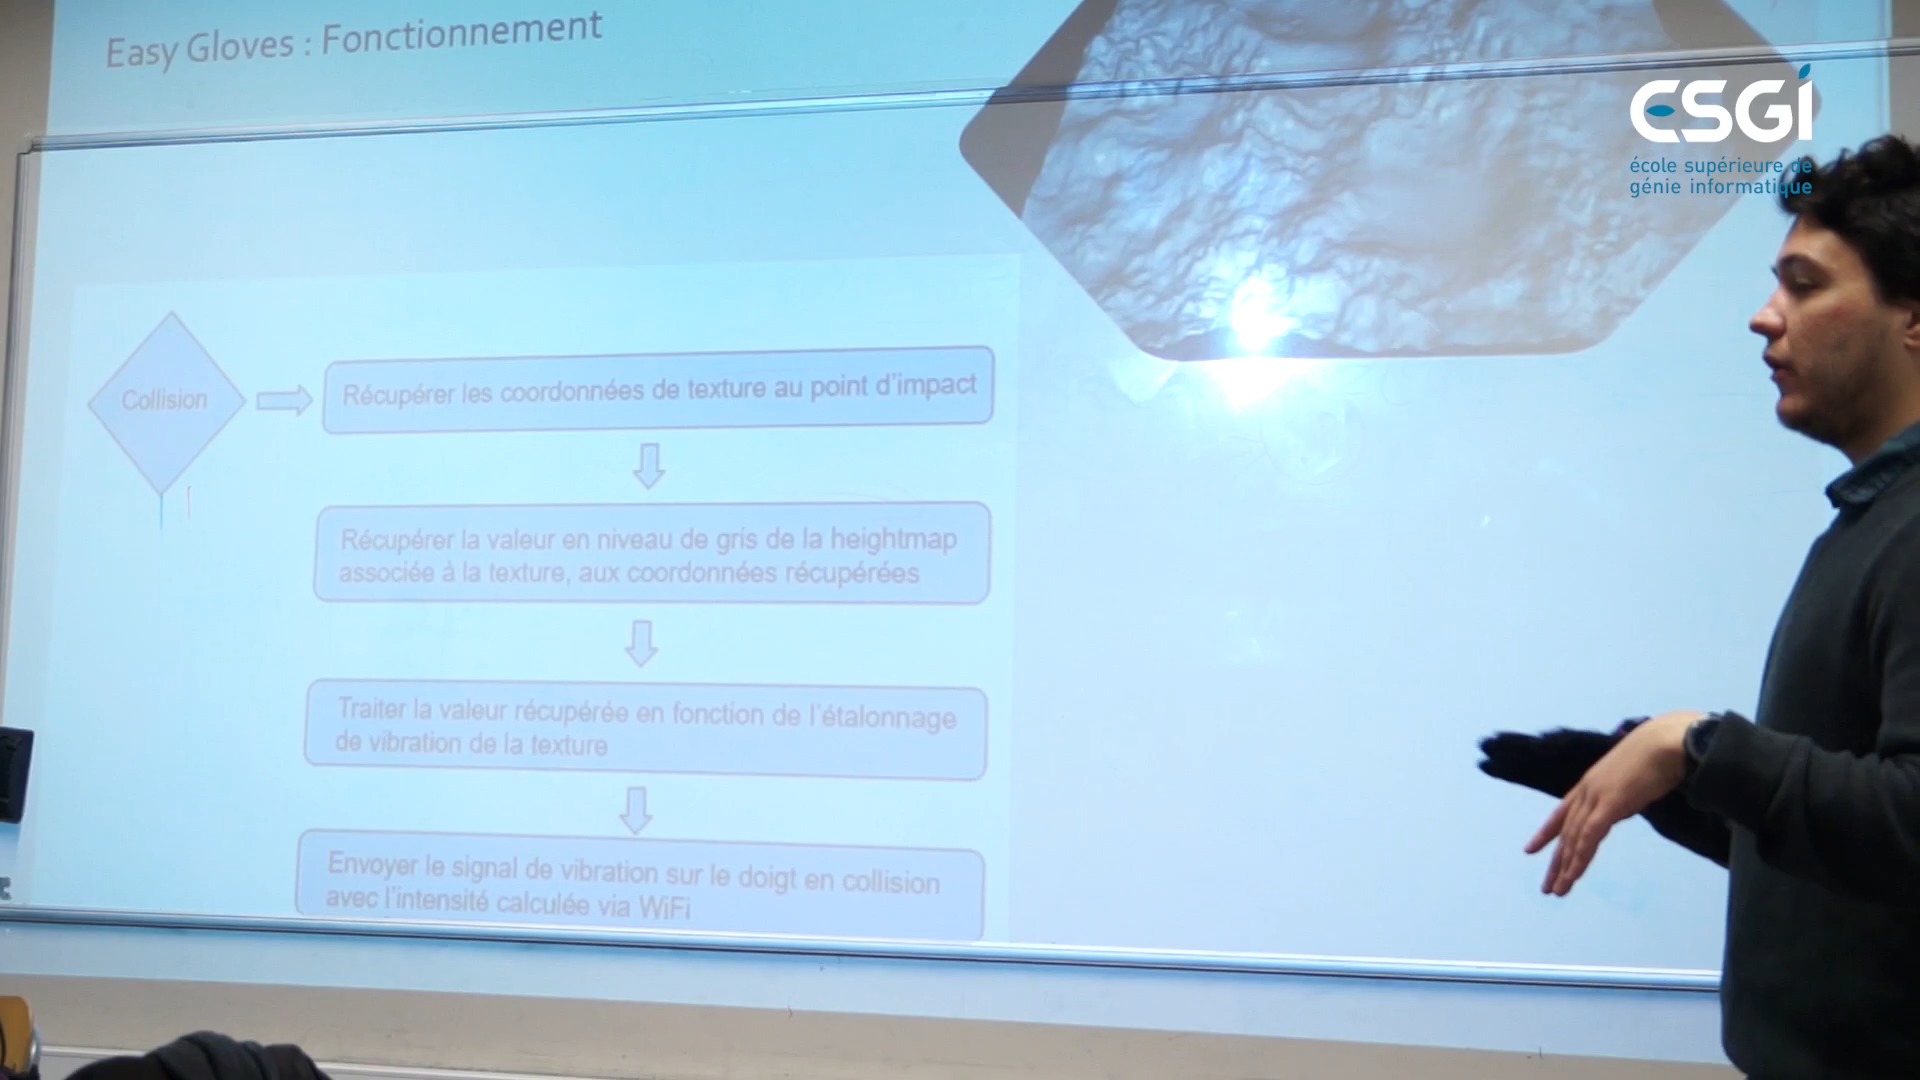 Easy Gloves : Fonctionnement
CSGi
école supérieure de
génie informatique
Collision
Récupérer les coordonnées de texture au point d'impact
Récupérer la valeur en niveau de gris de la heightmap
associée à la texture, aux coordonnées récupérées
Traiter la valeur récupérée en fonction de l'étalonnage
de vibration de la texture
Envoyer le signal de vibration sur le doigt en collision
avec l'intensité calculée via WiFi